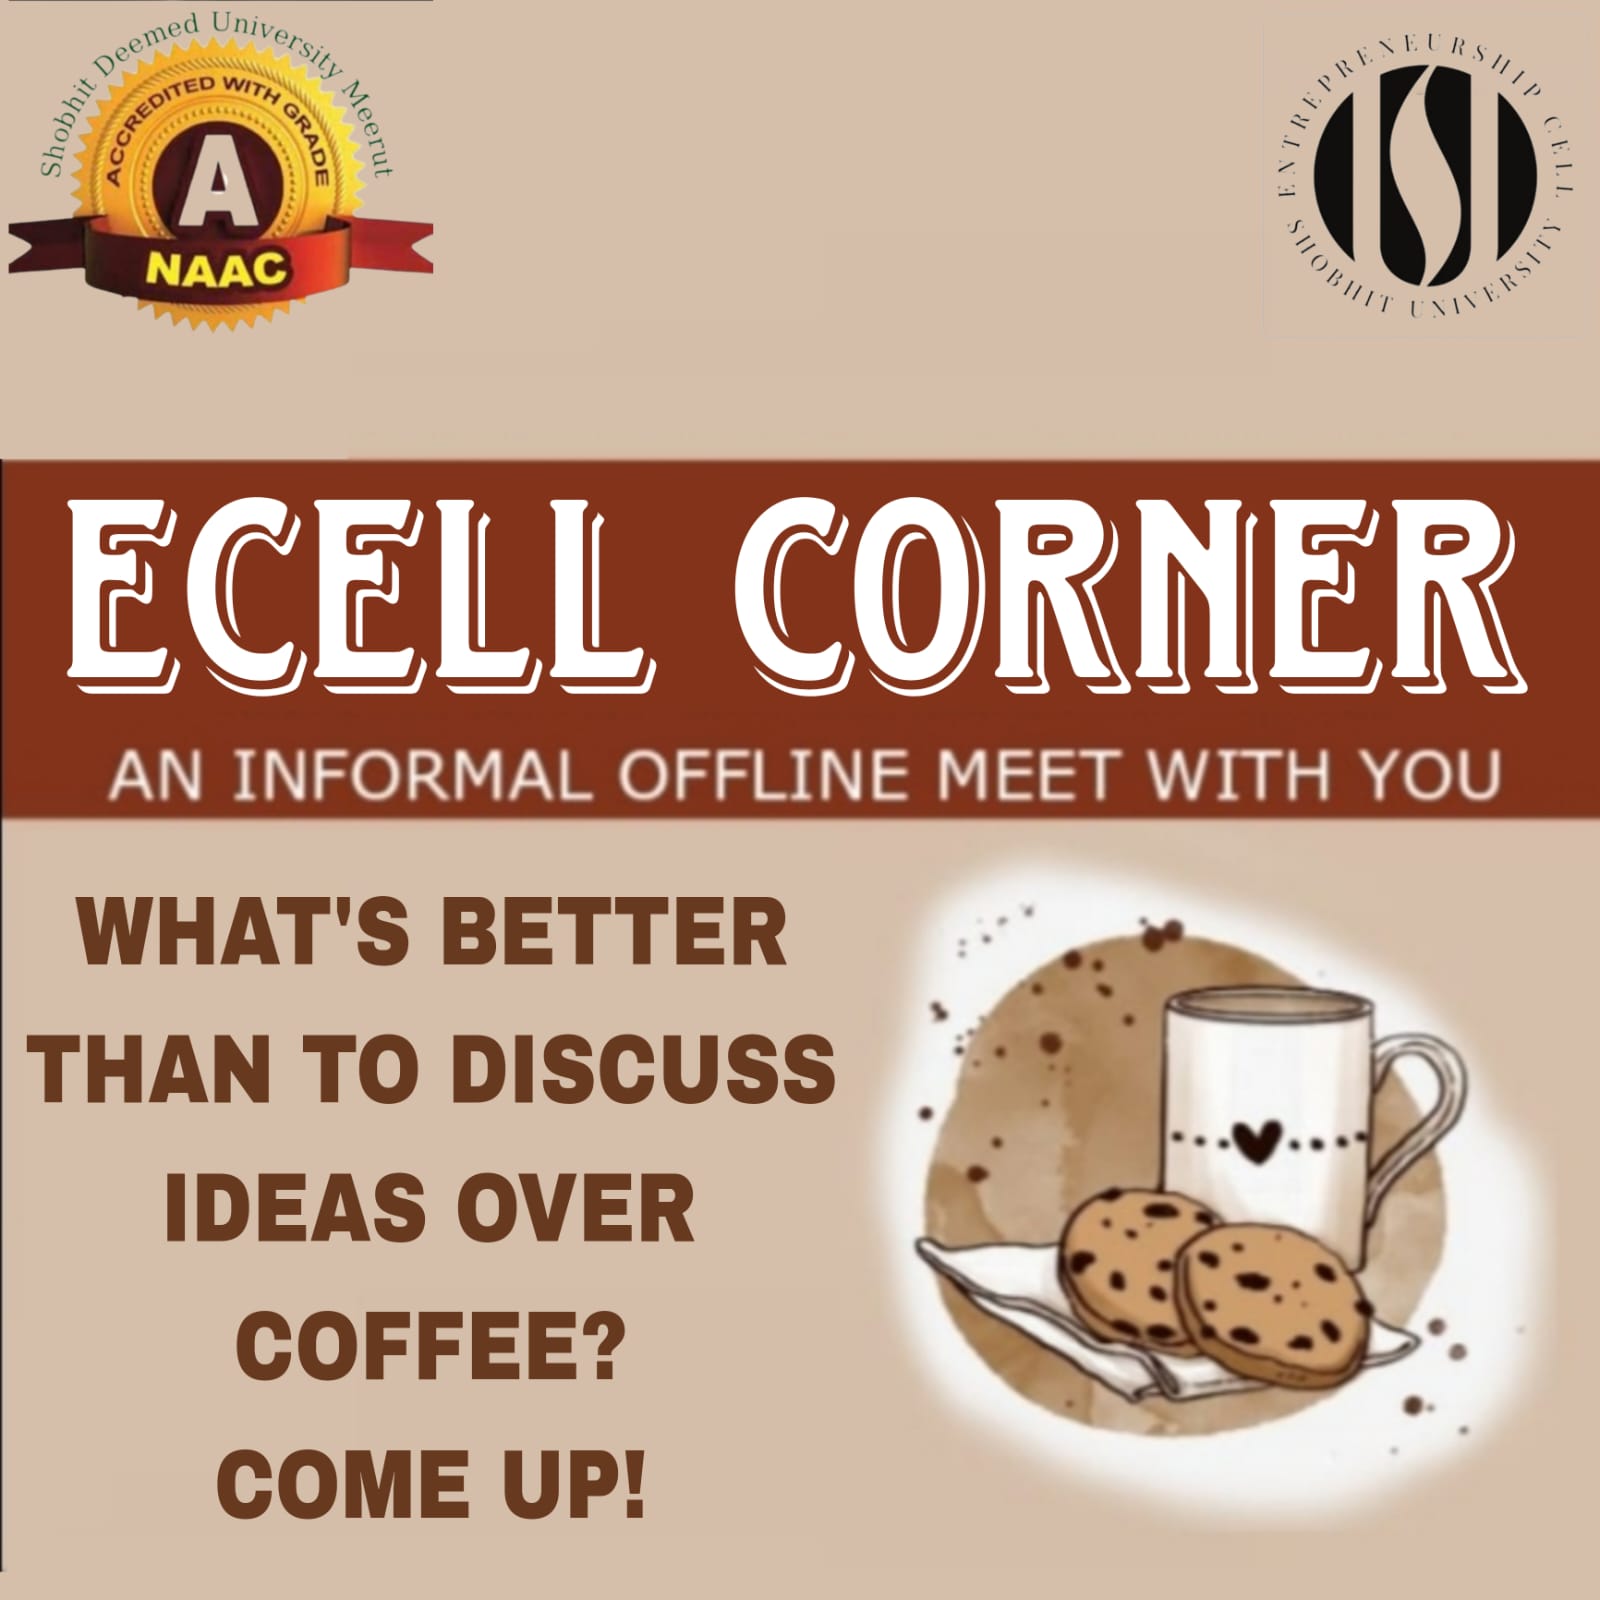 Shobhit Deemed University Meerut
ACCREDITED WITH GRADE
A
NAAC
ENTREPRENEURSHIP CELL
SHOBHIT UNIVERSITY
ECELL CORNER
AN INFORMAL OFFLINE MEET WITH YOU
WHAT'S BETTER
THAN TO DISCUSS
IDEAS OVER
COFFEE?
COME UP!